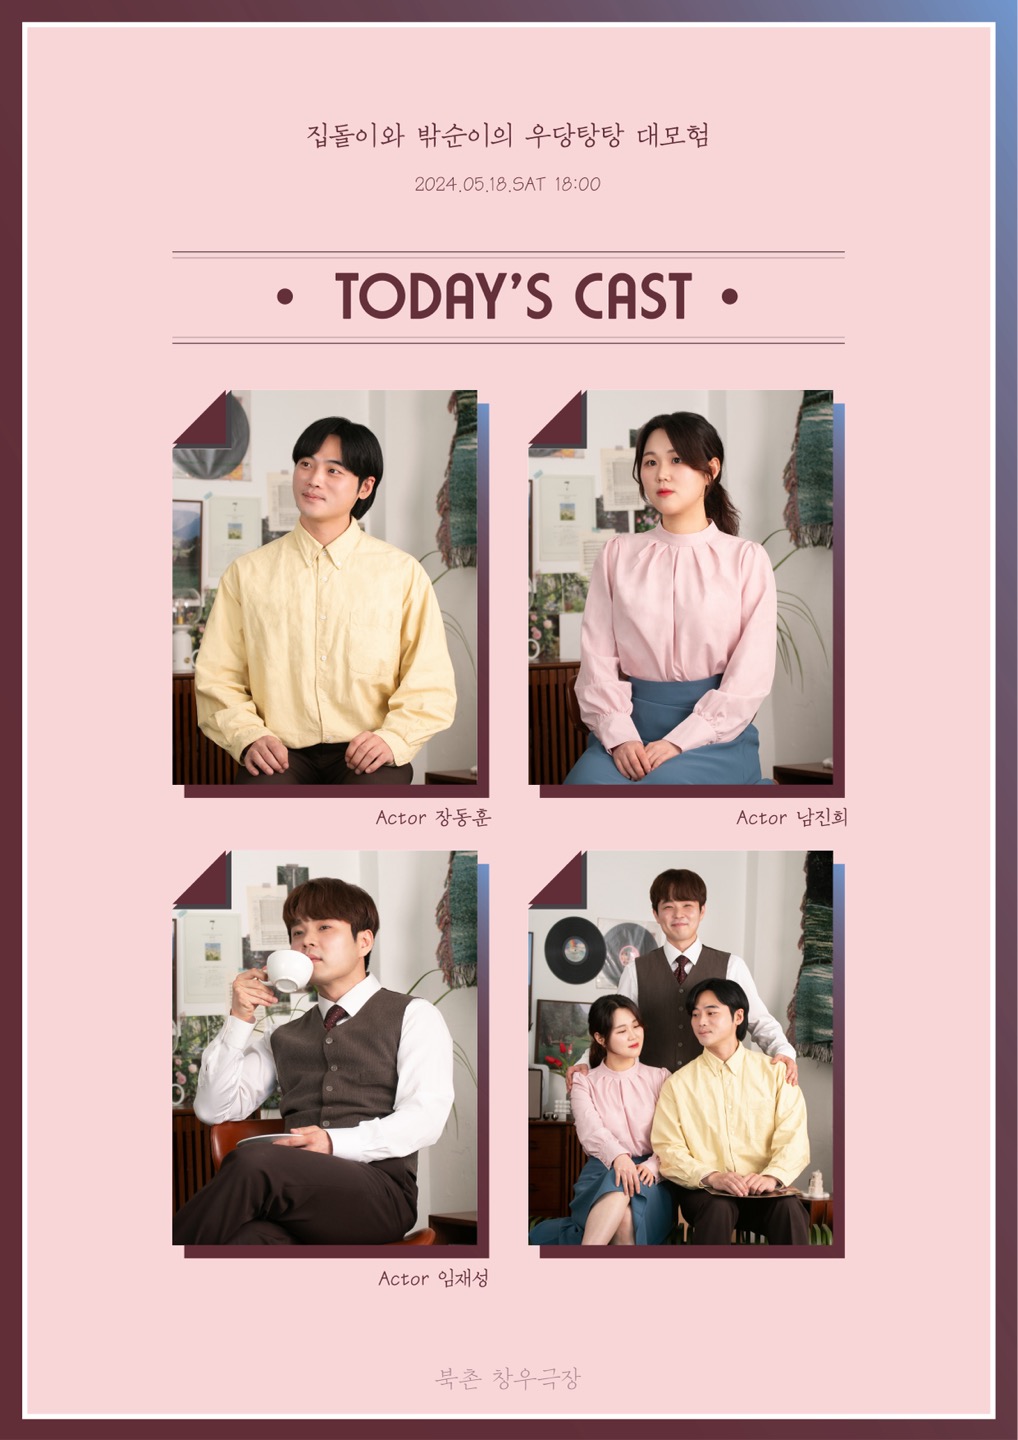 집돌이와 밖순이의 우당탕탕 대모험
2024.05.18.SAT 18:00
• TODAY'S CAST •
Actor 장동훈
Actor 남진희
Actor 임재성
북촌 창우극장